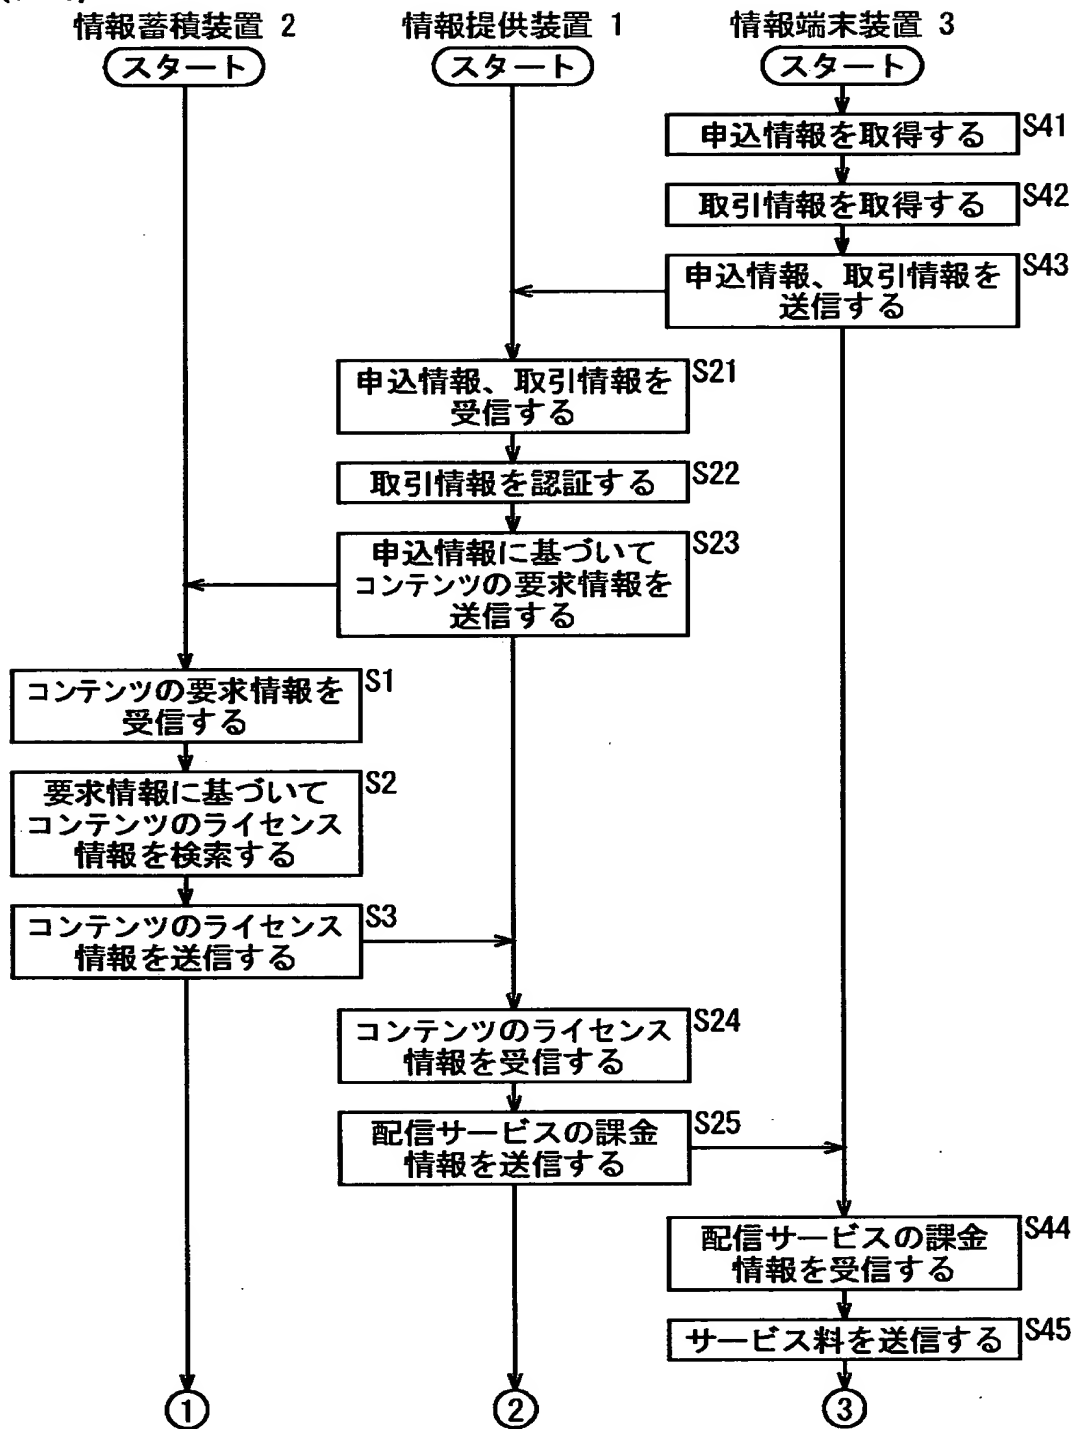 情報蓄積装置 2
情報提供装置 1
情報端末装置 3
スタート
スタート
スタート
申込情報を取得する
S41
取引情報を取得する
S42
申込情報、取引情報を
送信する
S43
申込情報、取引情報を
受信する
S21
取引情報を認証する
S22
申込情報に基づいて
コンテンツの要求情報を
送信する
S23
コンテンツの要求情報を
受信する
S1
要求情報に基づいて
コンテンツのライセンス
情報を検索する
S2
コンテンツのライセンス
情報を送信する
S3
コンテンツのライセンス
情報を受信する
S24
配信サービスの課金
情報を送信する
S25
配信サービスの課金
情報を受信する
S44
サービス料を送信する
S45
①
②
③